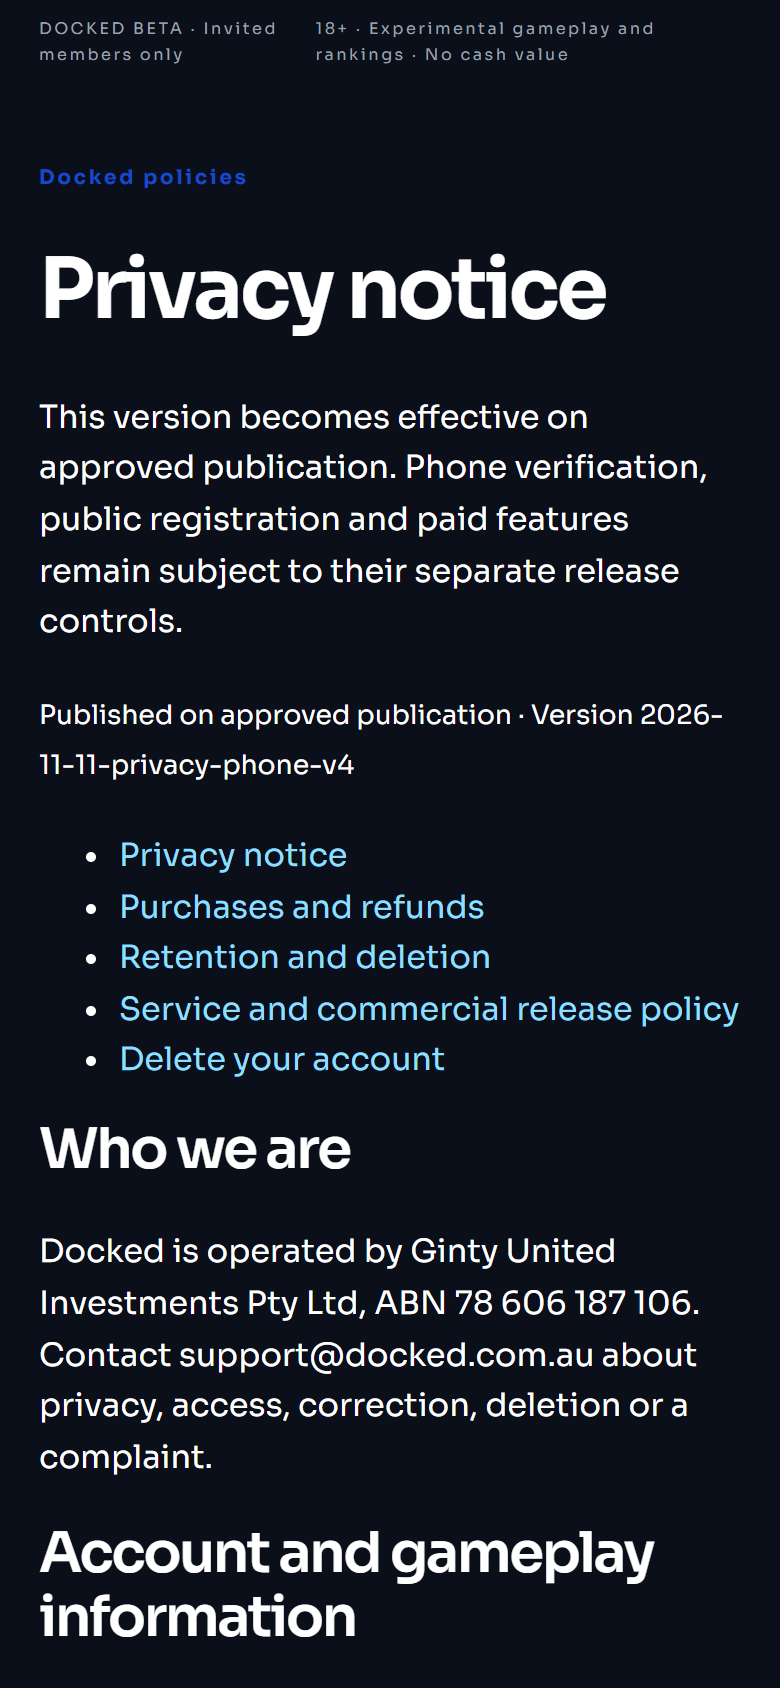 DOCKED BETA · Invited
members only
18+ · Experimental gameplay and
rankings · No cash value
Docked policies
Privacy notice
This version becomes effective on
approved publication. Phone verification,
public registration and paid features
remain subject to their separate release
controls.
Published on approved publication · Version 2026-
11-11-privacy-phone-v4
• Privacy notice
• Purchases and refunds
• Retention and deletion
• Service and commercial release policy
• Delete your account
Who we are
Docked is operated by Ginty United
Investments Pty Ltd, ABN 78 606 187 106.
Contact support@docked.com.au about
privacy, access, correction, deletion or a
complaint.
Account and gameplay
information